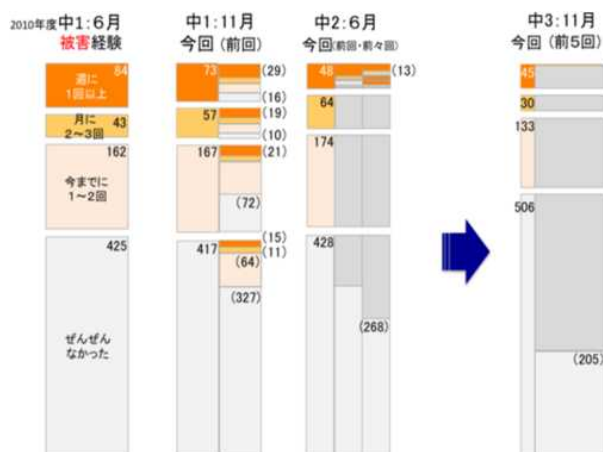 2010年度中1:6月
被害経験
84
週に
1回以上
月に 43
2〜3回
162
今までに
1〜2回
425
ぜんぜん
なかった
中1:11月
今回(前回)
73
(29)
(16)
57
(19)
(10)
167
(21)
(72)
417
(15)
(11)
(64)
(327)
中2:6月
今回(前回・前々回)
48
(13)
64
174
428
(268)
中3:11月
今回(前5回)
45
30
133
506
(205)